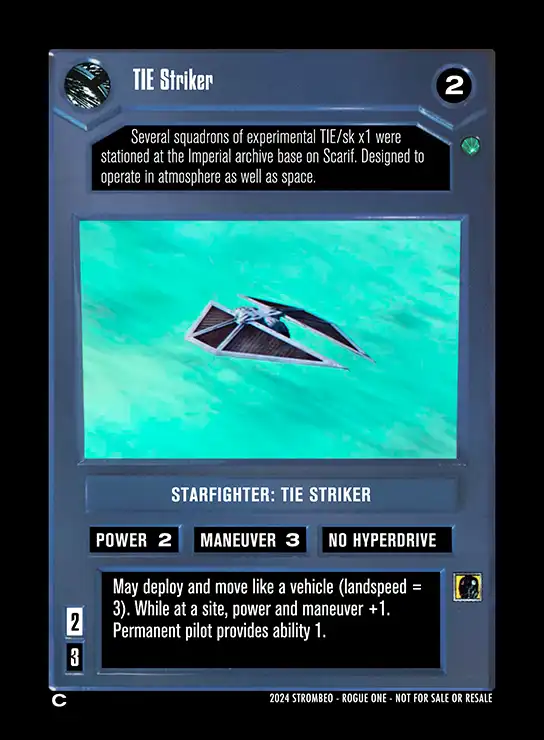 TIE Striker
2
Several squadrons of experimental TIE/sk x1 were
stationed at the Imperial archive base on Scarif. Designed to
operate in atmosphere as well as space.
STARFIGHTER: TIE STRIKER
POWER 2 MANEUVER 3 NO HYPERDRIVE
May deploy and move like a vehicle (landspeed =
3). While at a site, power and maneuver +1.
Permanent pilot provides ability 1.
2
3
C
2024 STROMBEO - ROGUE ONE - NOT FOR SALE OR RESALE